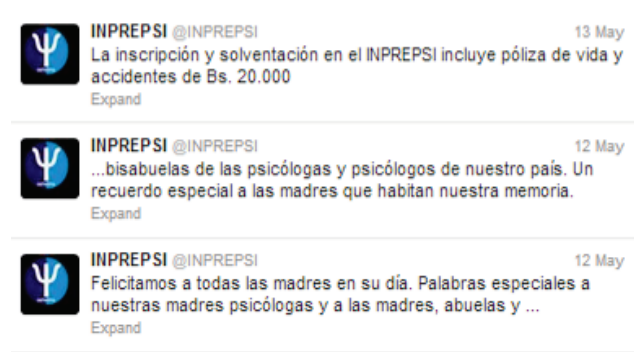 INPREPSI @INPREPSI 13 May
La inscripción y solventación en el INPREPSI incluye póliza de vida y
accidentes de Bs. 20.000
Expand
INPREPSI @INPREPSI 12 May
...bisabuelas de las psicólogas y psicólogos de nuestro país. Un
recuerdo especial a las madres que habitan nuestra memoria.
Expand
INPREPSI @INPREPSI 12 May
Felicitamos a todas las madres en su día. Palabras especiales a
nuestras madres psicólogas y a las madres, abuelas y ...
Expand